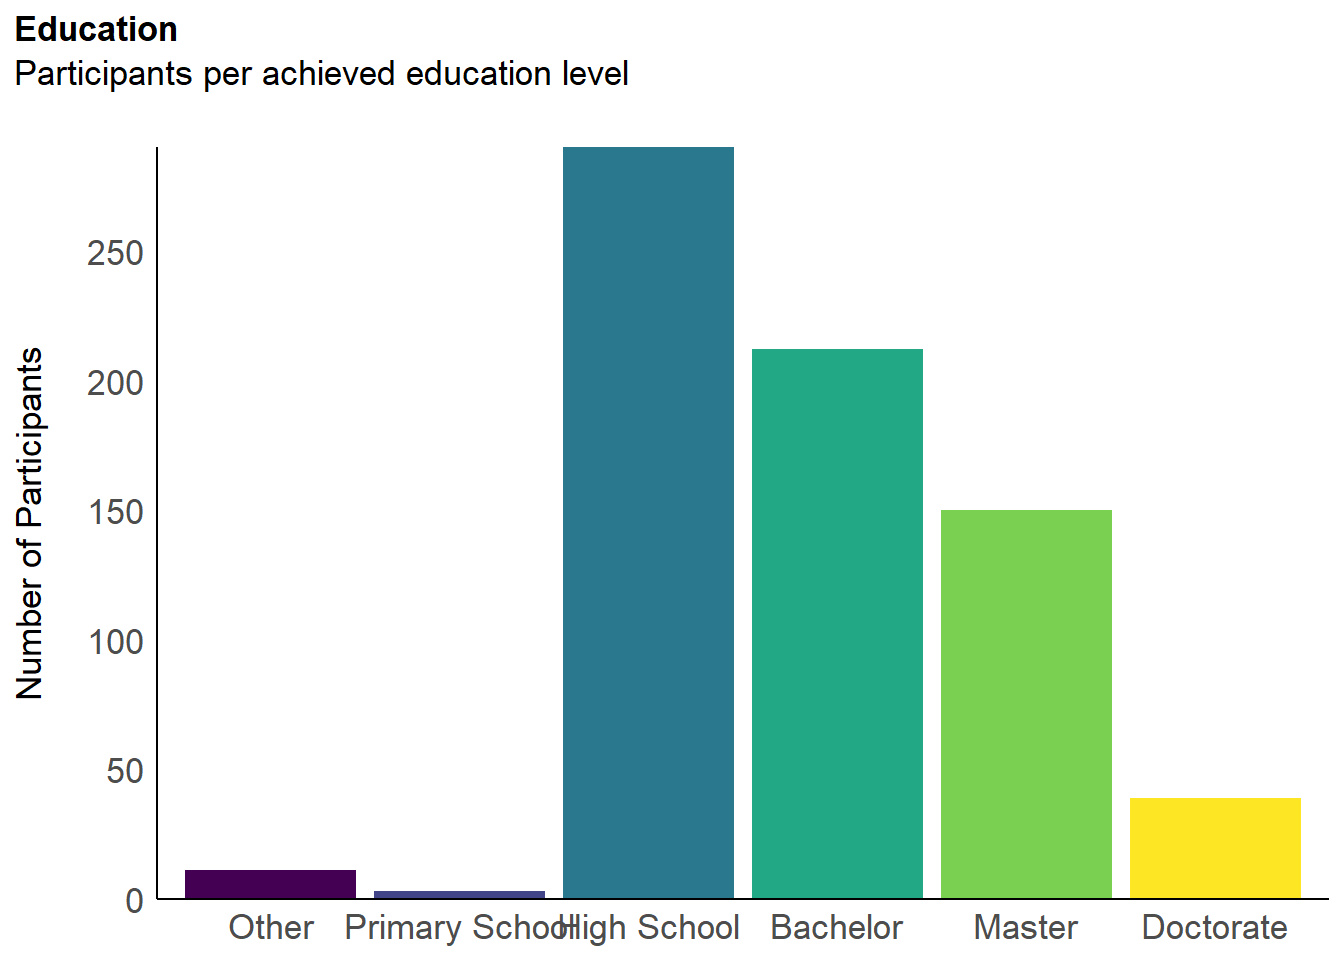 Education
Participants per achieved education level
Number of Participants
250
200
150
100
50
0
Other Primary School High School Bachelor Master Doctorate